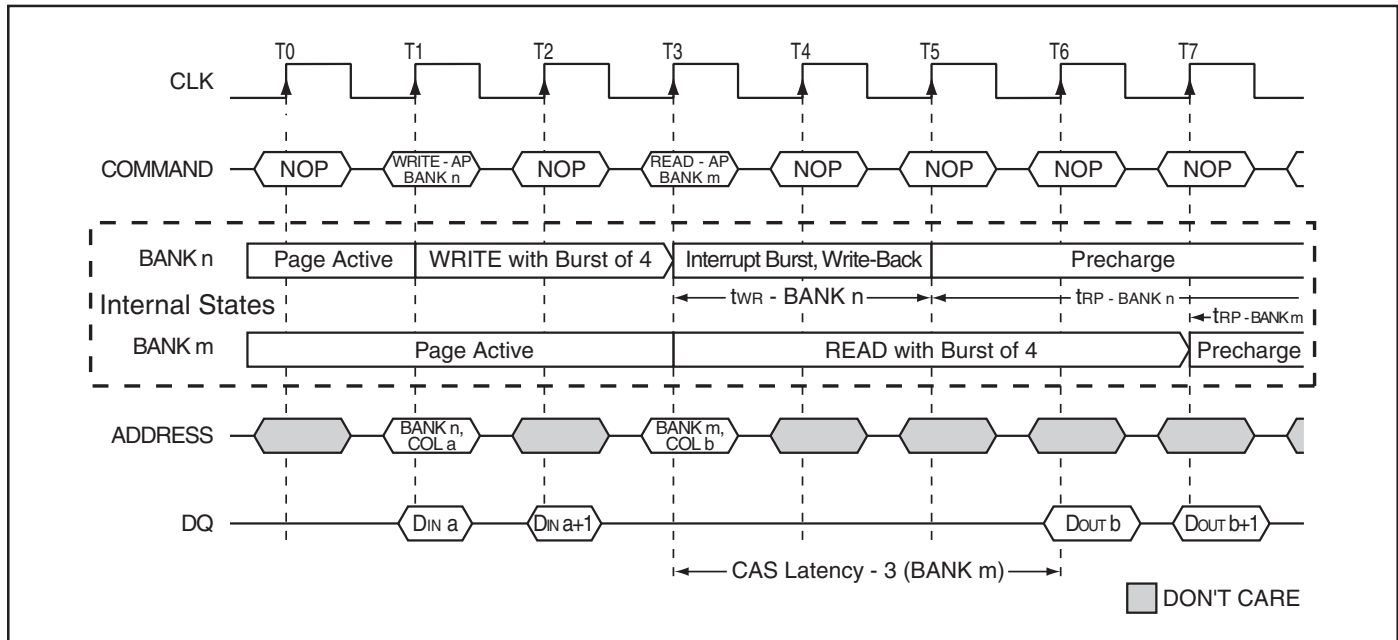 T0 T1 T2 T3 T4 T5 T6 T7
CLK
COMMAND NOP WRITE - AP BANK n NOP READ - AP BANK m NOP NOP NOP NOP
BANK n Page Active WRITE with Burst of 4 Interrupt Burst, Write-Back Precharge
tWR - BANK n tRP - BANK n
Internal States tRP - BANK m
BANK m Page Active READ with Burst of 4 Precharge
ADDRESS BANK n, COL a BANK m, COL b
DQ DIN a DIN a+1 DOUT b DOUT b+1
CAS Latency - 3 (BANK m)
DON'T CARE